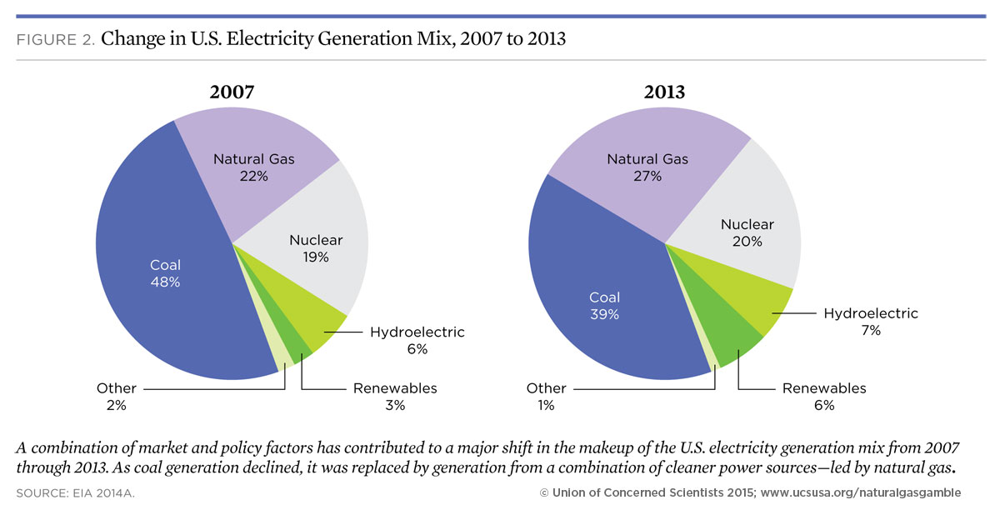 FIGURE 2. Change in U.S. Electricity Generation Mix, 2007 to 2013
2007
Natural Gas
22%
Nuclear
19%
Coal
48%
Hydroelectric
6%
Other
2%
Renewables
3%
2013
Natural Gas
27%
Nuclear
20%
Coal
39%
Hydroelectric
7%
Other
1%
Renewables
6%
A combination of market and policy factors has contributed to a major shift in the makeup of the U.S. electricity generation mix from 2007
through 2013. As coal generation declined, it was replaced by generation from a combination of cleaner power sources—led by natural gas.
SOURCE: EIA 2014A.
© Union of Concerned Scientists 2015; www.ucsusa.org/naturalgasgamble